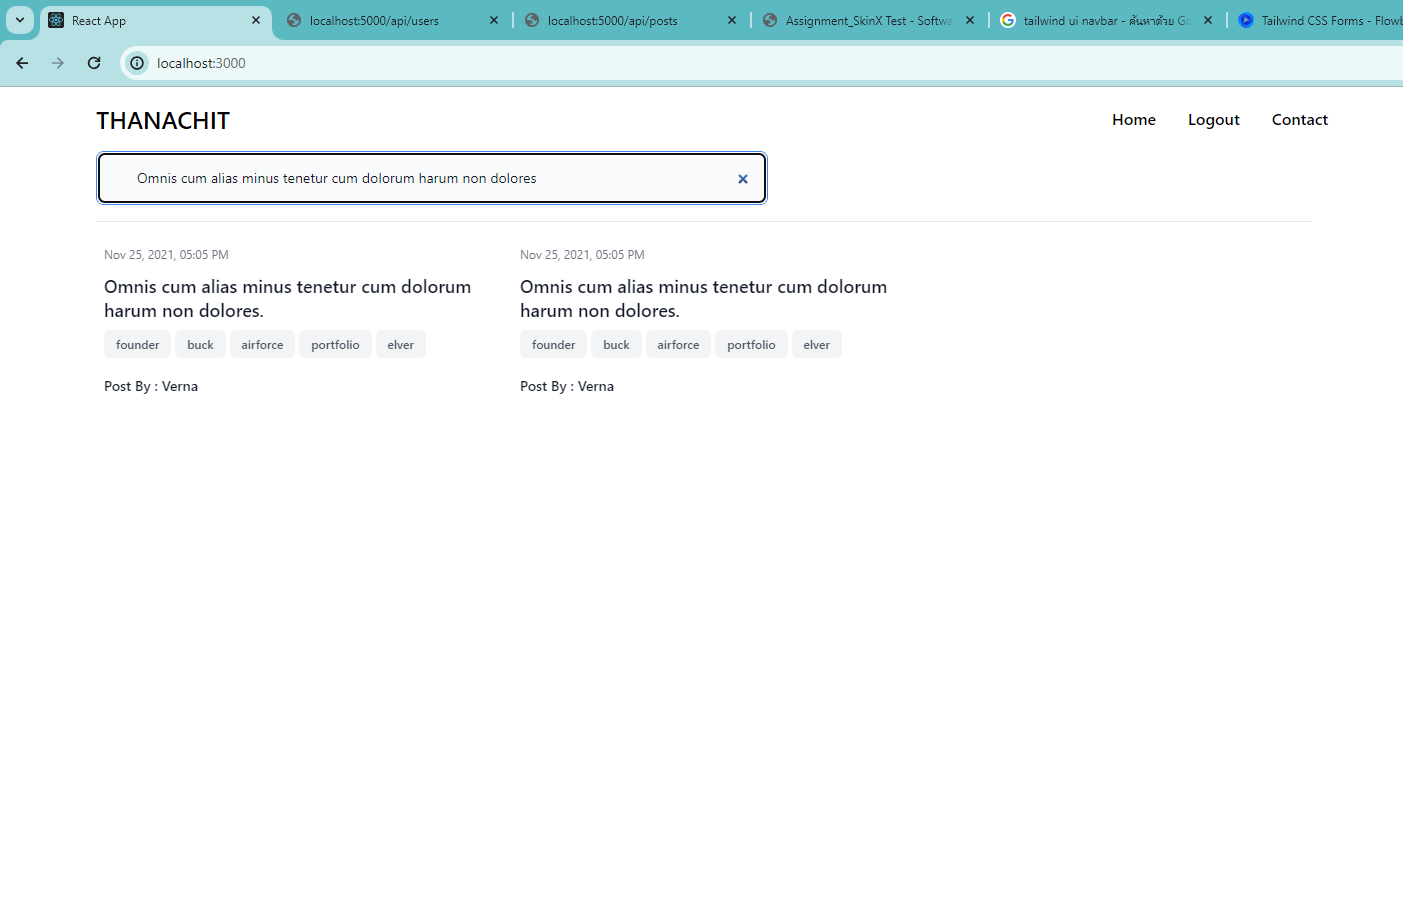 React App
localhost:5000/api/users
localhost:5000/api/posts
Assignment_SkinX Test - Softwa
tailwind ui navbar - ค้นหาด้วย Go
Tailwind CSS Forms - Flowb
localhost:3000
THANACHIT
Home
Logout
Contact
Omnis cum alias minus tenetur cum dolorum harum non dolores
Nov 25, 2021, 05:05 PM
Omnis cum alias minus tenetur cum dolorum
harum non dolores.
founder
buck
airforce
portfolio
elver
Post By : Verna
Nov 25, 2021, 05:05 PM
Omnis cum alias minus tenetur cum dolorum
harum non dolores.
founder
buck
airforce
portfolio
elver
Post By : Verna